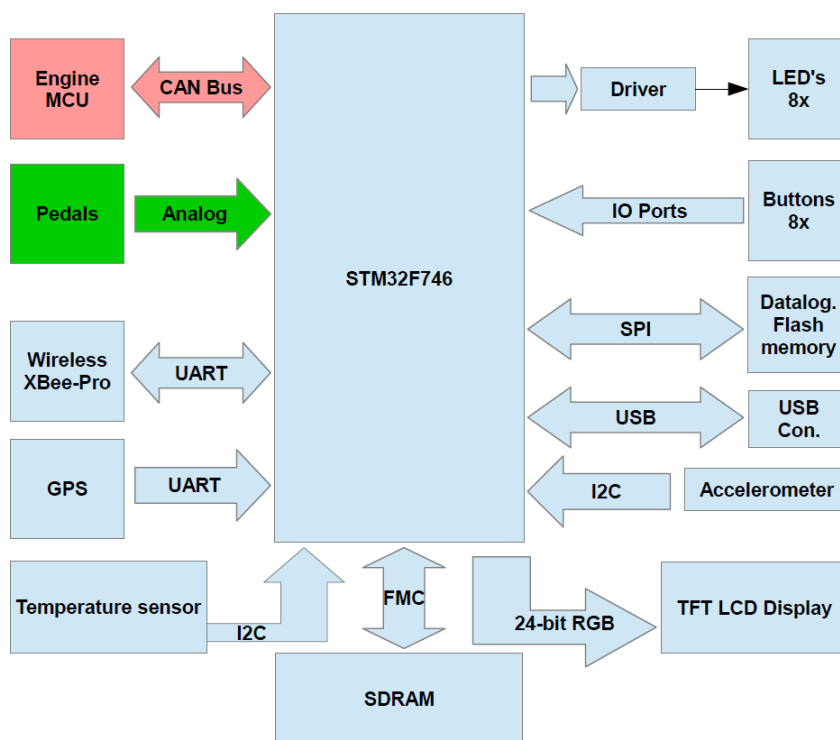 Engine
MCU
CAN Bus
STM32F746
Driver
LED's
8x
Pedals
Analog
IO Ports
Buttons
8x
Wireless
XBee-Pro
UART
SPI
Datalog.
Flash
memory
GPS
UART
USB
USB
Con.
I2C
Accelerometer
Temperature sensor
I2C
FMC
24-bit RGB
TFT LCD Display
SDRAM